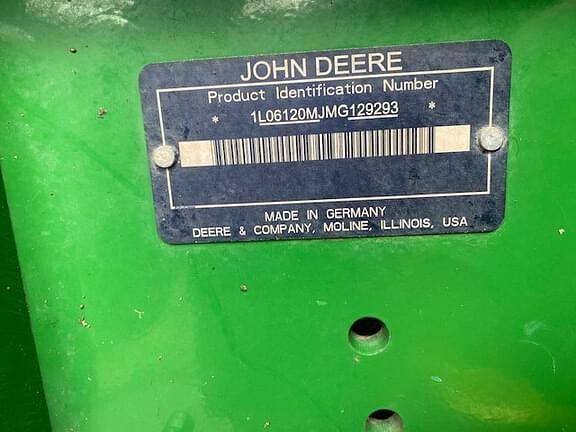 JOHN DEERE
Product Identification Number
* 1L06120MJMG129293 *
MADE IN GERMANY
DEERE & COMPANY, MOLINE, ILLINOIS, USA